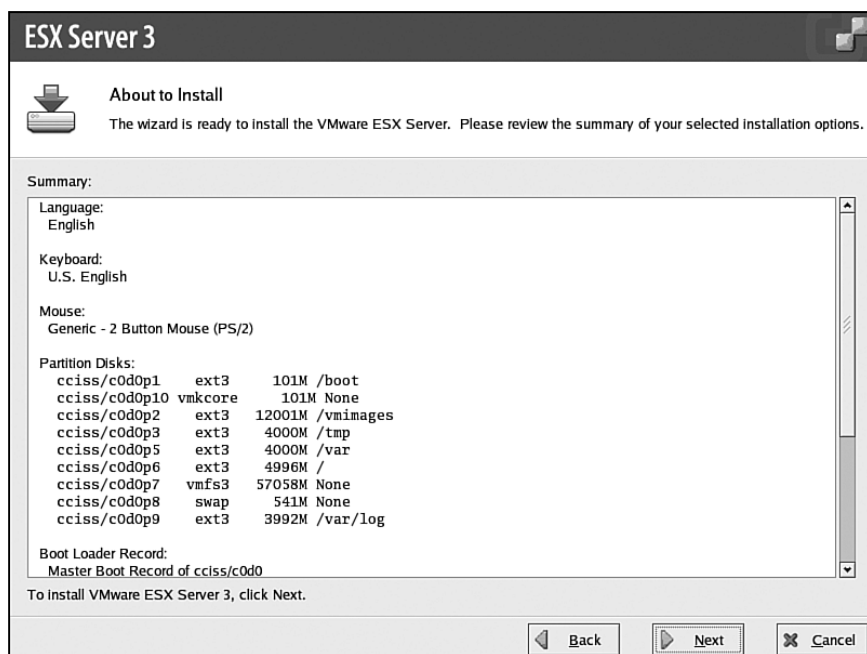 ESX Server 3
About to Install
The wizard is ready to install the VMware ESX Server. Please review the summary of your selected installation options.
Summary:
Language:
English
Keyboard:
U.S. English
Mouse:
Generic - 2 Button Mouse (PS/2)
Partition Disks:
cciss/c0d0p1 ext3 101M /boot
cciss/c0d0p10 vmkcore 101M None
cciss/c0d0p2 ext3 12001M /vmimages
cciss/c0d0p3 ext3 4000M /tmp
cciss/c0d0p5 ext3 4000M /var
cciss/c0d0p6 ext3 4996M /
cciss/c0d0p7 vmfs3 57058M None
cciss/c0d0p8 swap 541M None
cciss/c0d0p9 ext3 3992M /var/log
Boot Loader Record:
Master Boot Record of cciss/c0d0
To install VMware ESX Server 3, click Next.
Back Next Cancel